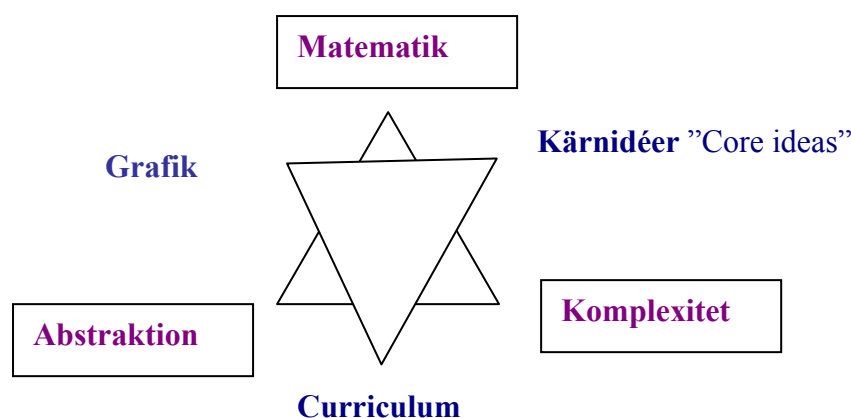 Matematik
Kärnidéer ”Core ideas”
Grafik
Komplexitet
Abstraktion
Curriculum